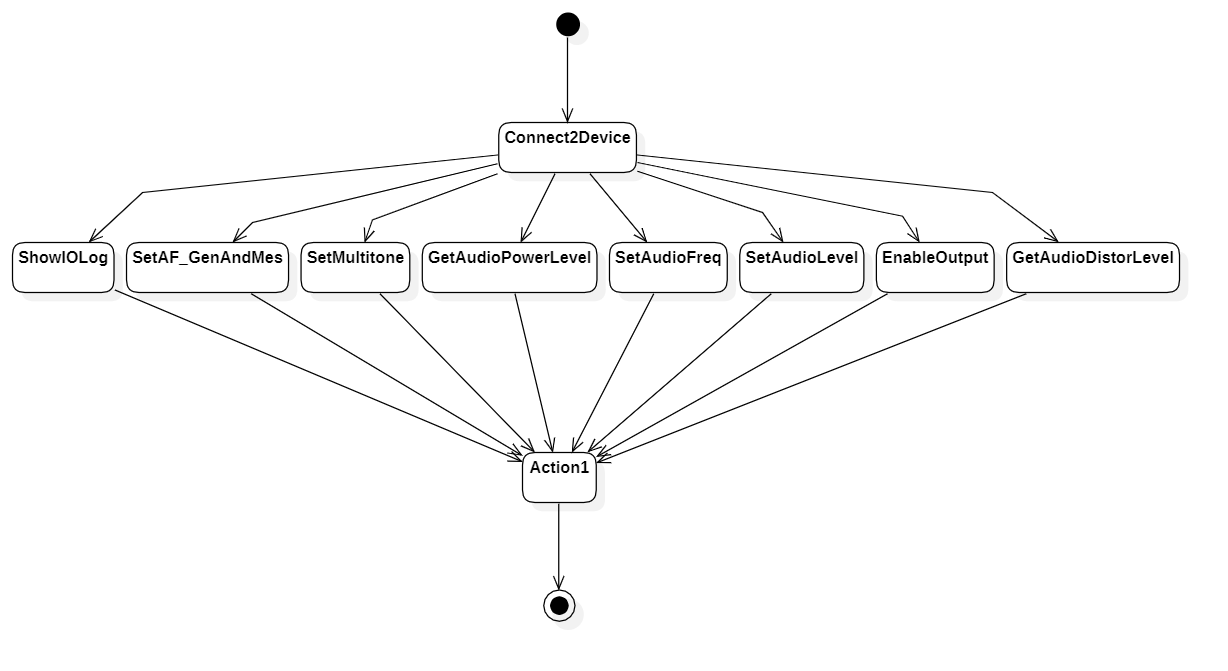 Connect2Device
ShowIOLog
SetAF_GenAndMes
SetMultitone
GetAudioPowerLevel
SetAudioFreq
SetAudioLevel
EnableOutput
GetAudioDistorLevel
Action1